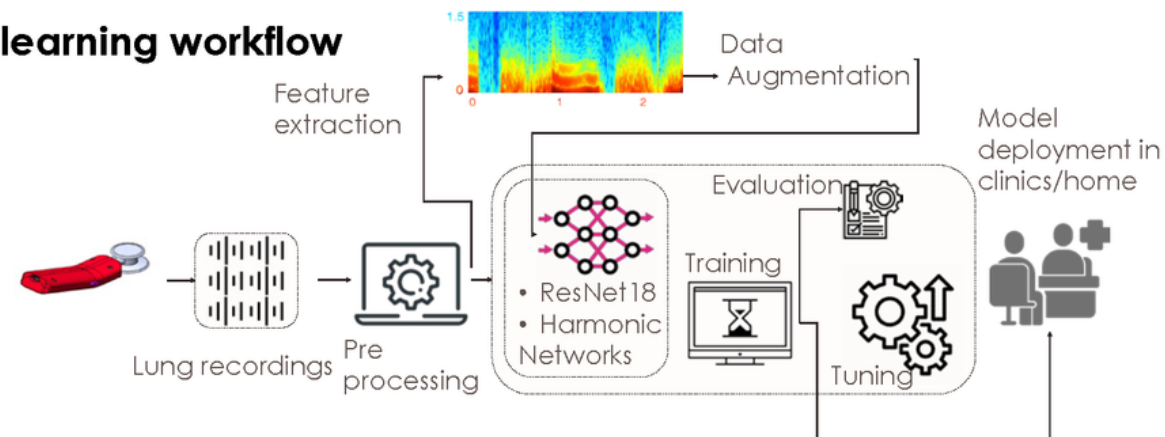 learning workflow
1.5
0
0
1
2
Data
Augmentation
Feature
extraction
Model
deployment in
clinics/home
Evaluation
Training
• ResNet18
• Harmonic
Networks
Tuning
Lung recordings
Pre
processing